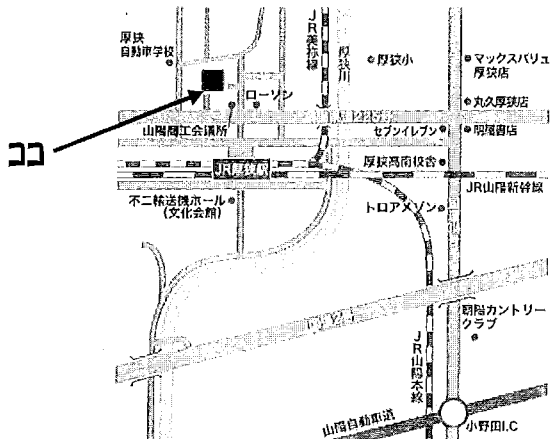 厚狭
自動車学校
JR美祢線
厚狭川
厚狭小
マックスバリュ
厚狭店
ローソン
丸久厚狭店
山陽商工会議所
セブンイレブン
明屋書店
ココ
JR厚狭駅
厚狭高南校舎
JR山陽新幹線
不二輸送機ホール
(文化会館)
トロアメゾン
朝陽カントリー
クラブ
JR山陽本線
山陽自動車道
小野田I.C